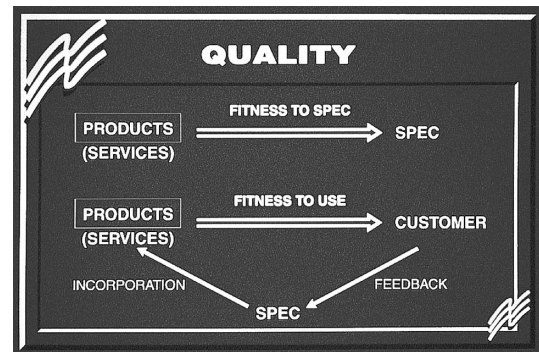 QUALITY
FITNESS TO SPEC
PRODUCTS
(SERVICES)
SPEC
FITNESS TO USE
PRODUCTS
(SERVICES)
CUSTOMER
INCORPORATION
FEEDBACK
SPEC